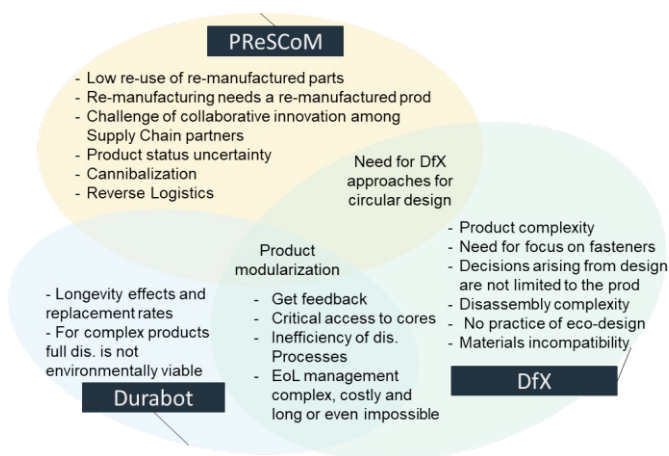 PReSCoM
- Low re-use of re-manufactured parts
- Re-manufacturing needs a re-manufactured prod
- Challenge of collaborative innovation among
Supply Chain partners
- Product status uncertainty
- Cannibalization
- Reverse Logistics
Need for DfX
approaches for
circular design
- Product complexity
- Need for focus on fasteners
- Decisions arising from design
are not limited to the prod
- Disassembly complexity
- No practice of eco-design
- Materials incompatibility
DfX
Product
modularization
- Get feedback
- Critical access to cores
- Inefficiency of dis.
Processes
- EoL management
complex, costly and
long or even impossible
- Longevity effects and
replacement rates
- For complex products
full dis. is not
environmentally viable
Durabot